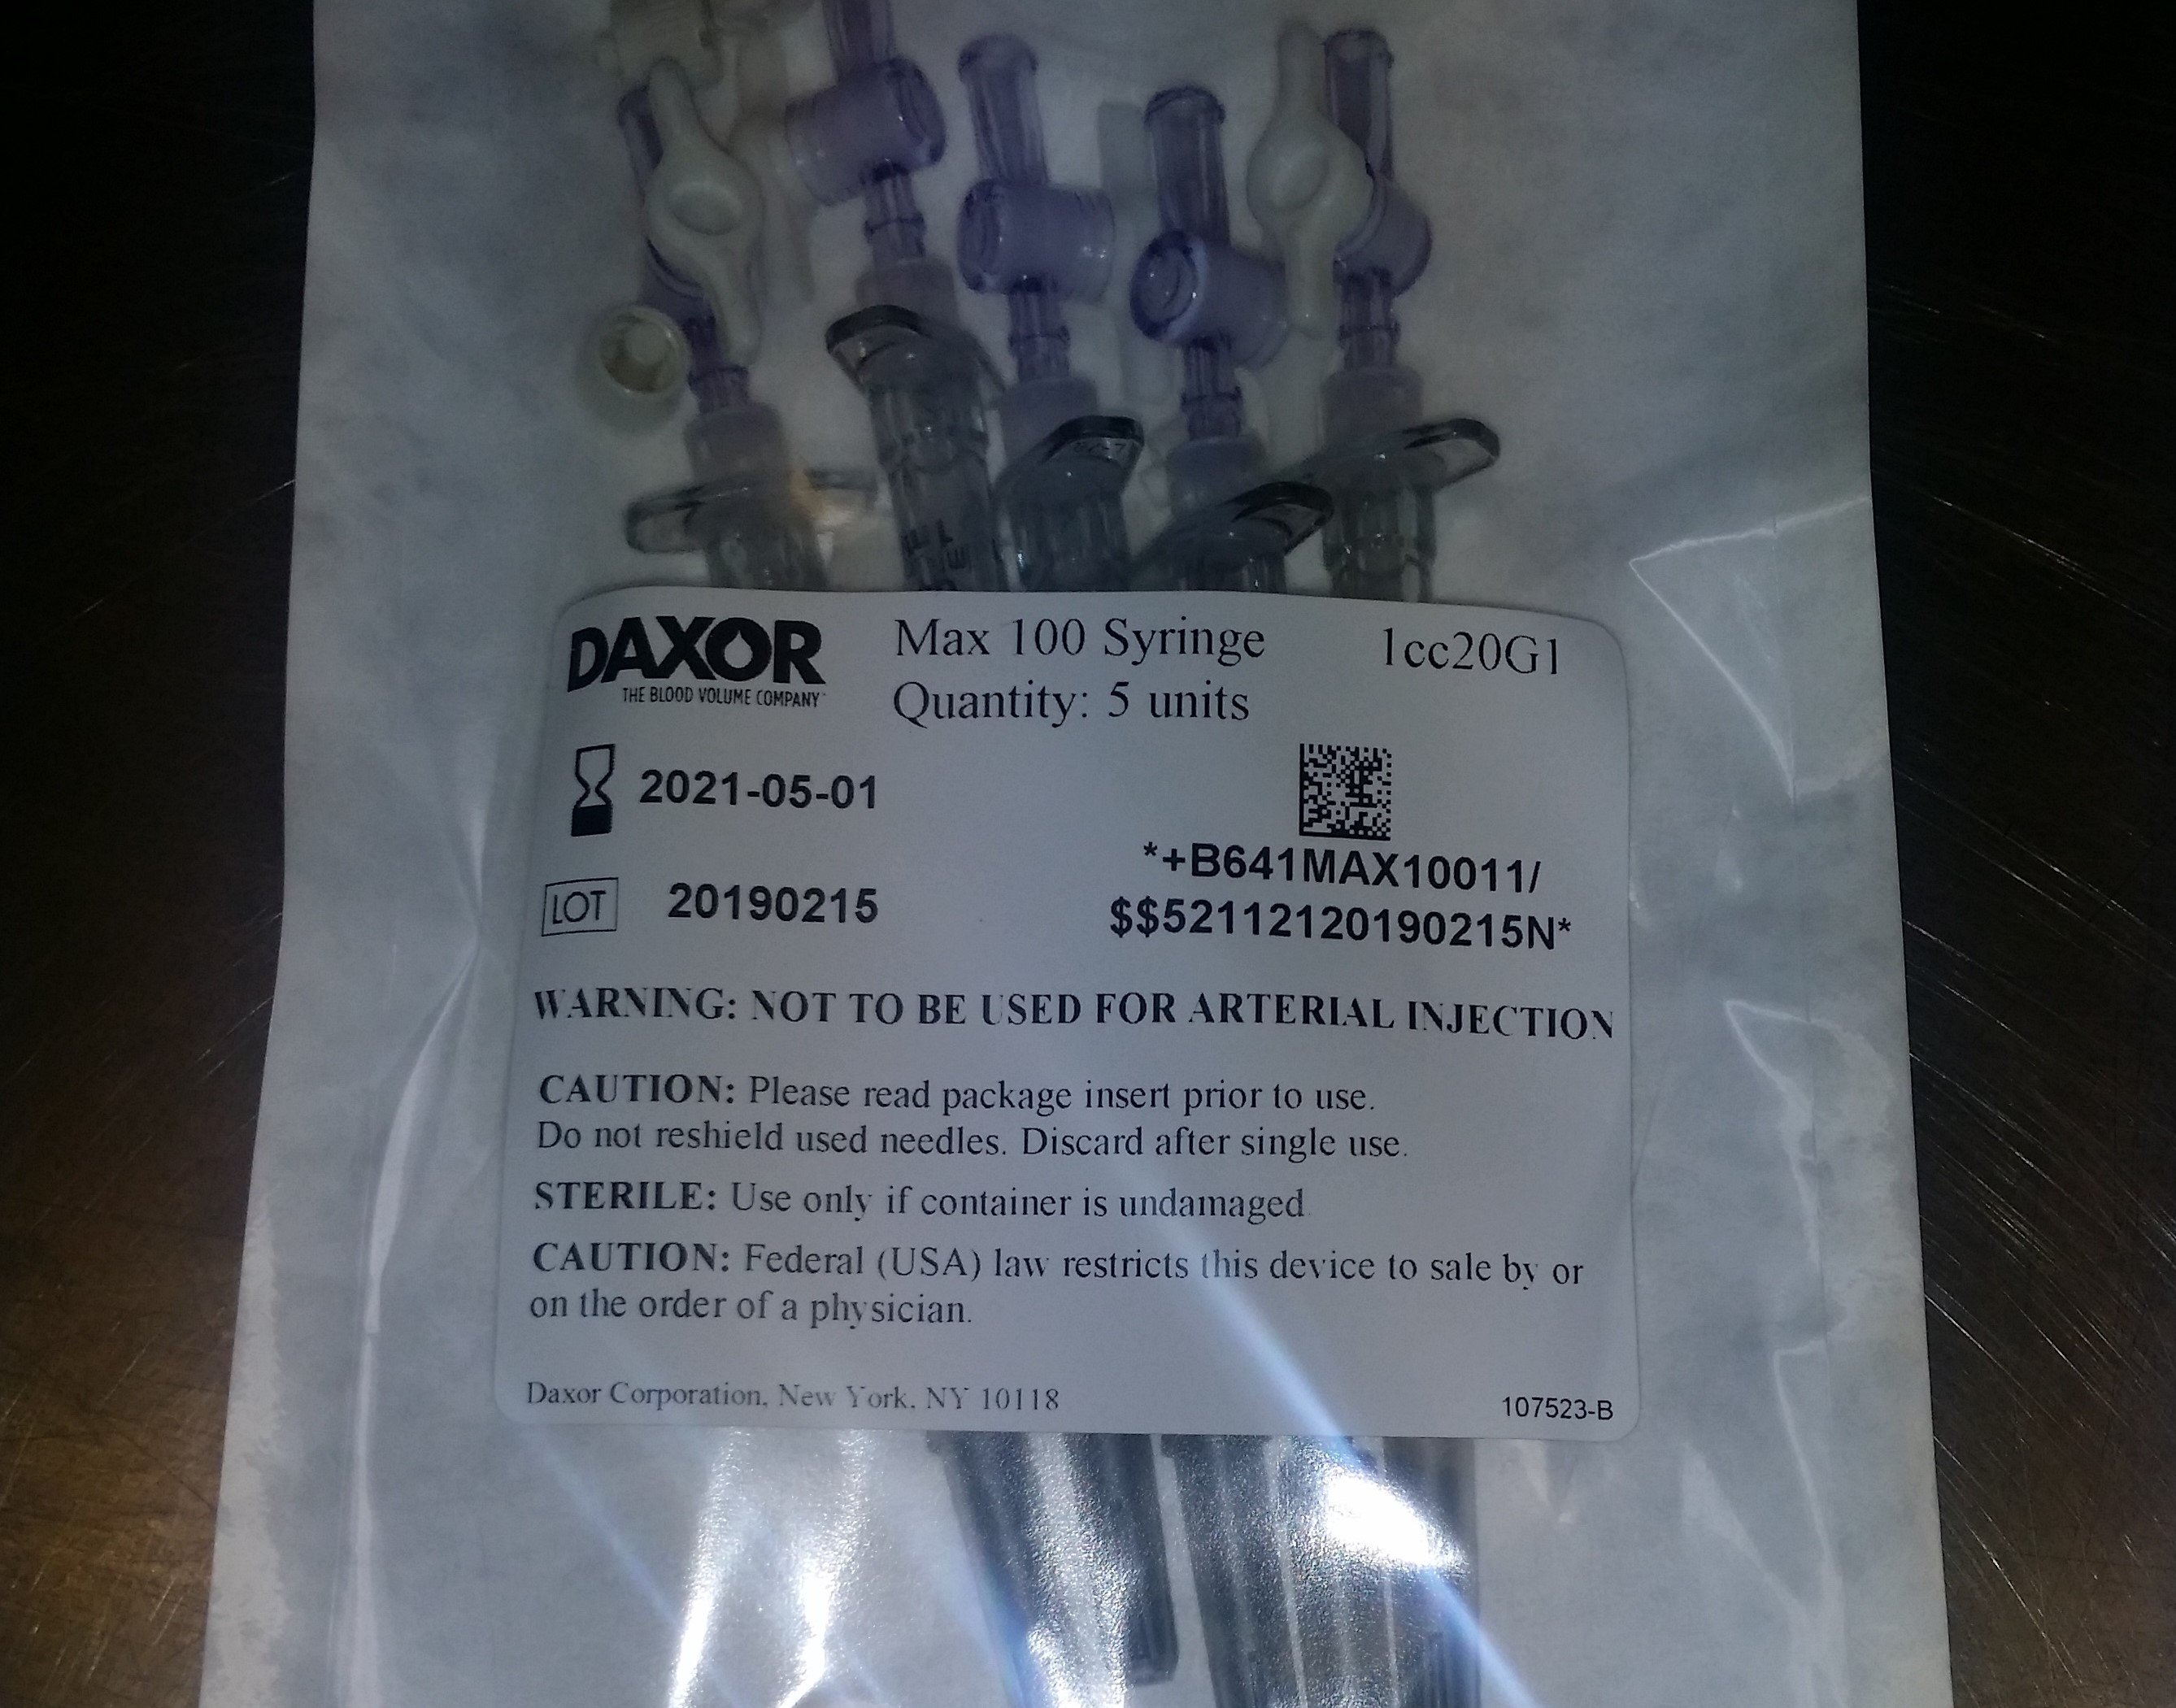 DAXOR
THE BLOOD VOLUME COMPANY
Max 100 Syringe
1cc20G1
Quantity: 5 units
2021-05-01
LOT 20190215
*+B641MAX10011/
$$52112120190215N*
WARNING: NOT TO BE USED FOR ARTERIAL INJECTION
CAUTION: Please read package insert prior to use.
Do not reshield used needles. Discard after single use.
STERILE: Use only if container is undamaged.
CAUTION: Federal (USA) law restricts this device to sale by or
on the order of a physician.
Daxor Corporation, New York, NY 10118
107523-B